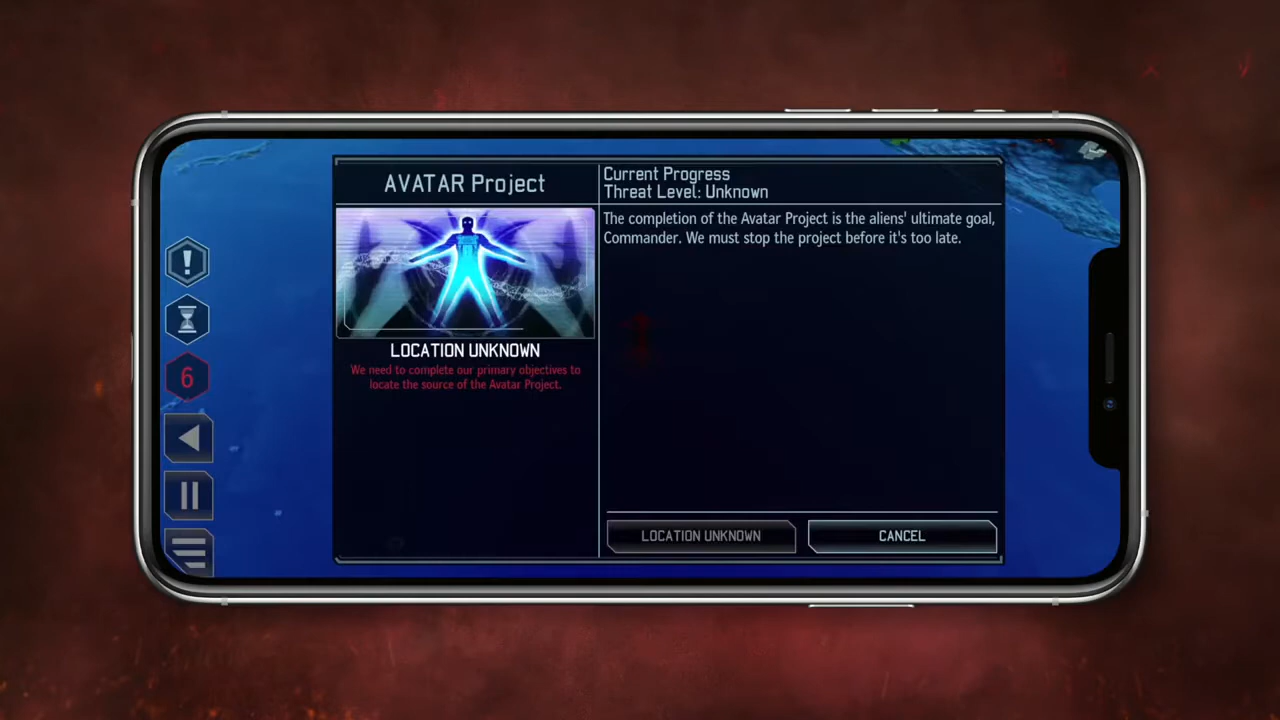 AVATAR Project
Current Progress
Threat Level: Unknown
The completion of the Avatar Project is the aliens' ultimate goal,
Commander. We must stop the project before it's too late.
!
6
LOCATION UNKNOWN
We need to complete our primary objectives to
locate the source of the Avatar Project.
LOCATION UNKNOWN
CANCEL